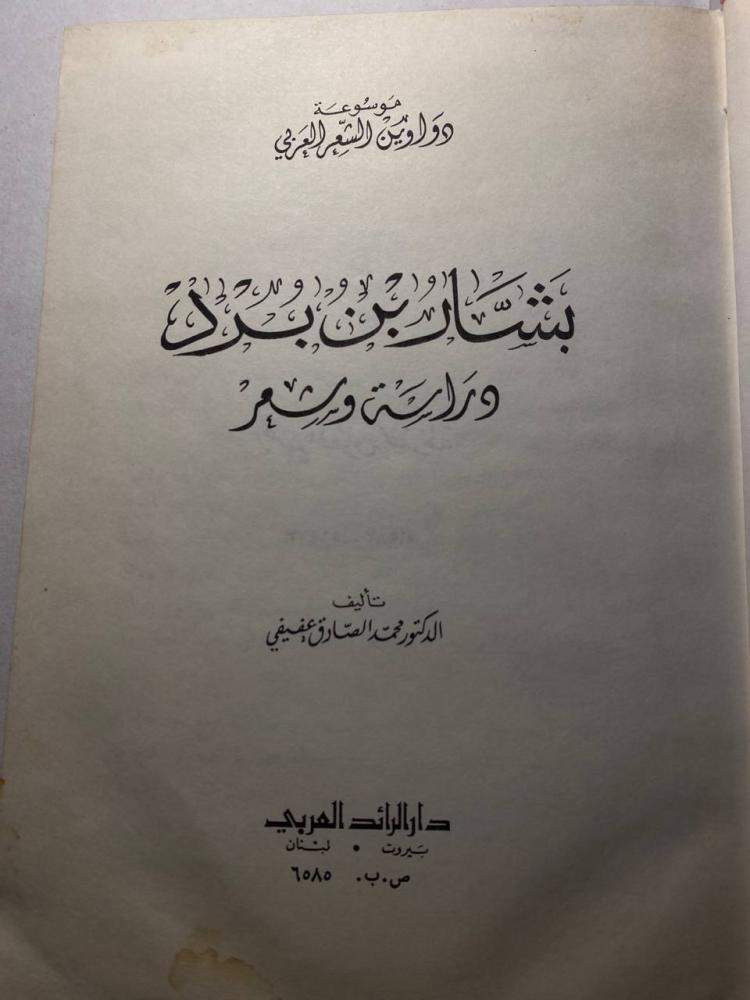 موسوعة
دواوين الشعر العربي
بشار بن برد
دراسة وشعر
تأليف
الدكتور محمد الصادق عفيفي
دار الرائد العربي
بيروت • لبنان
ص.ب. ٦٥٨٥